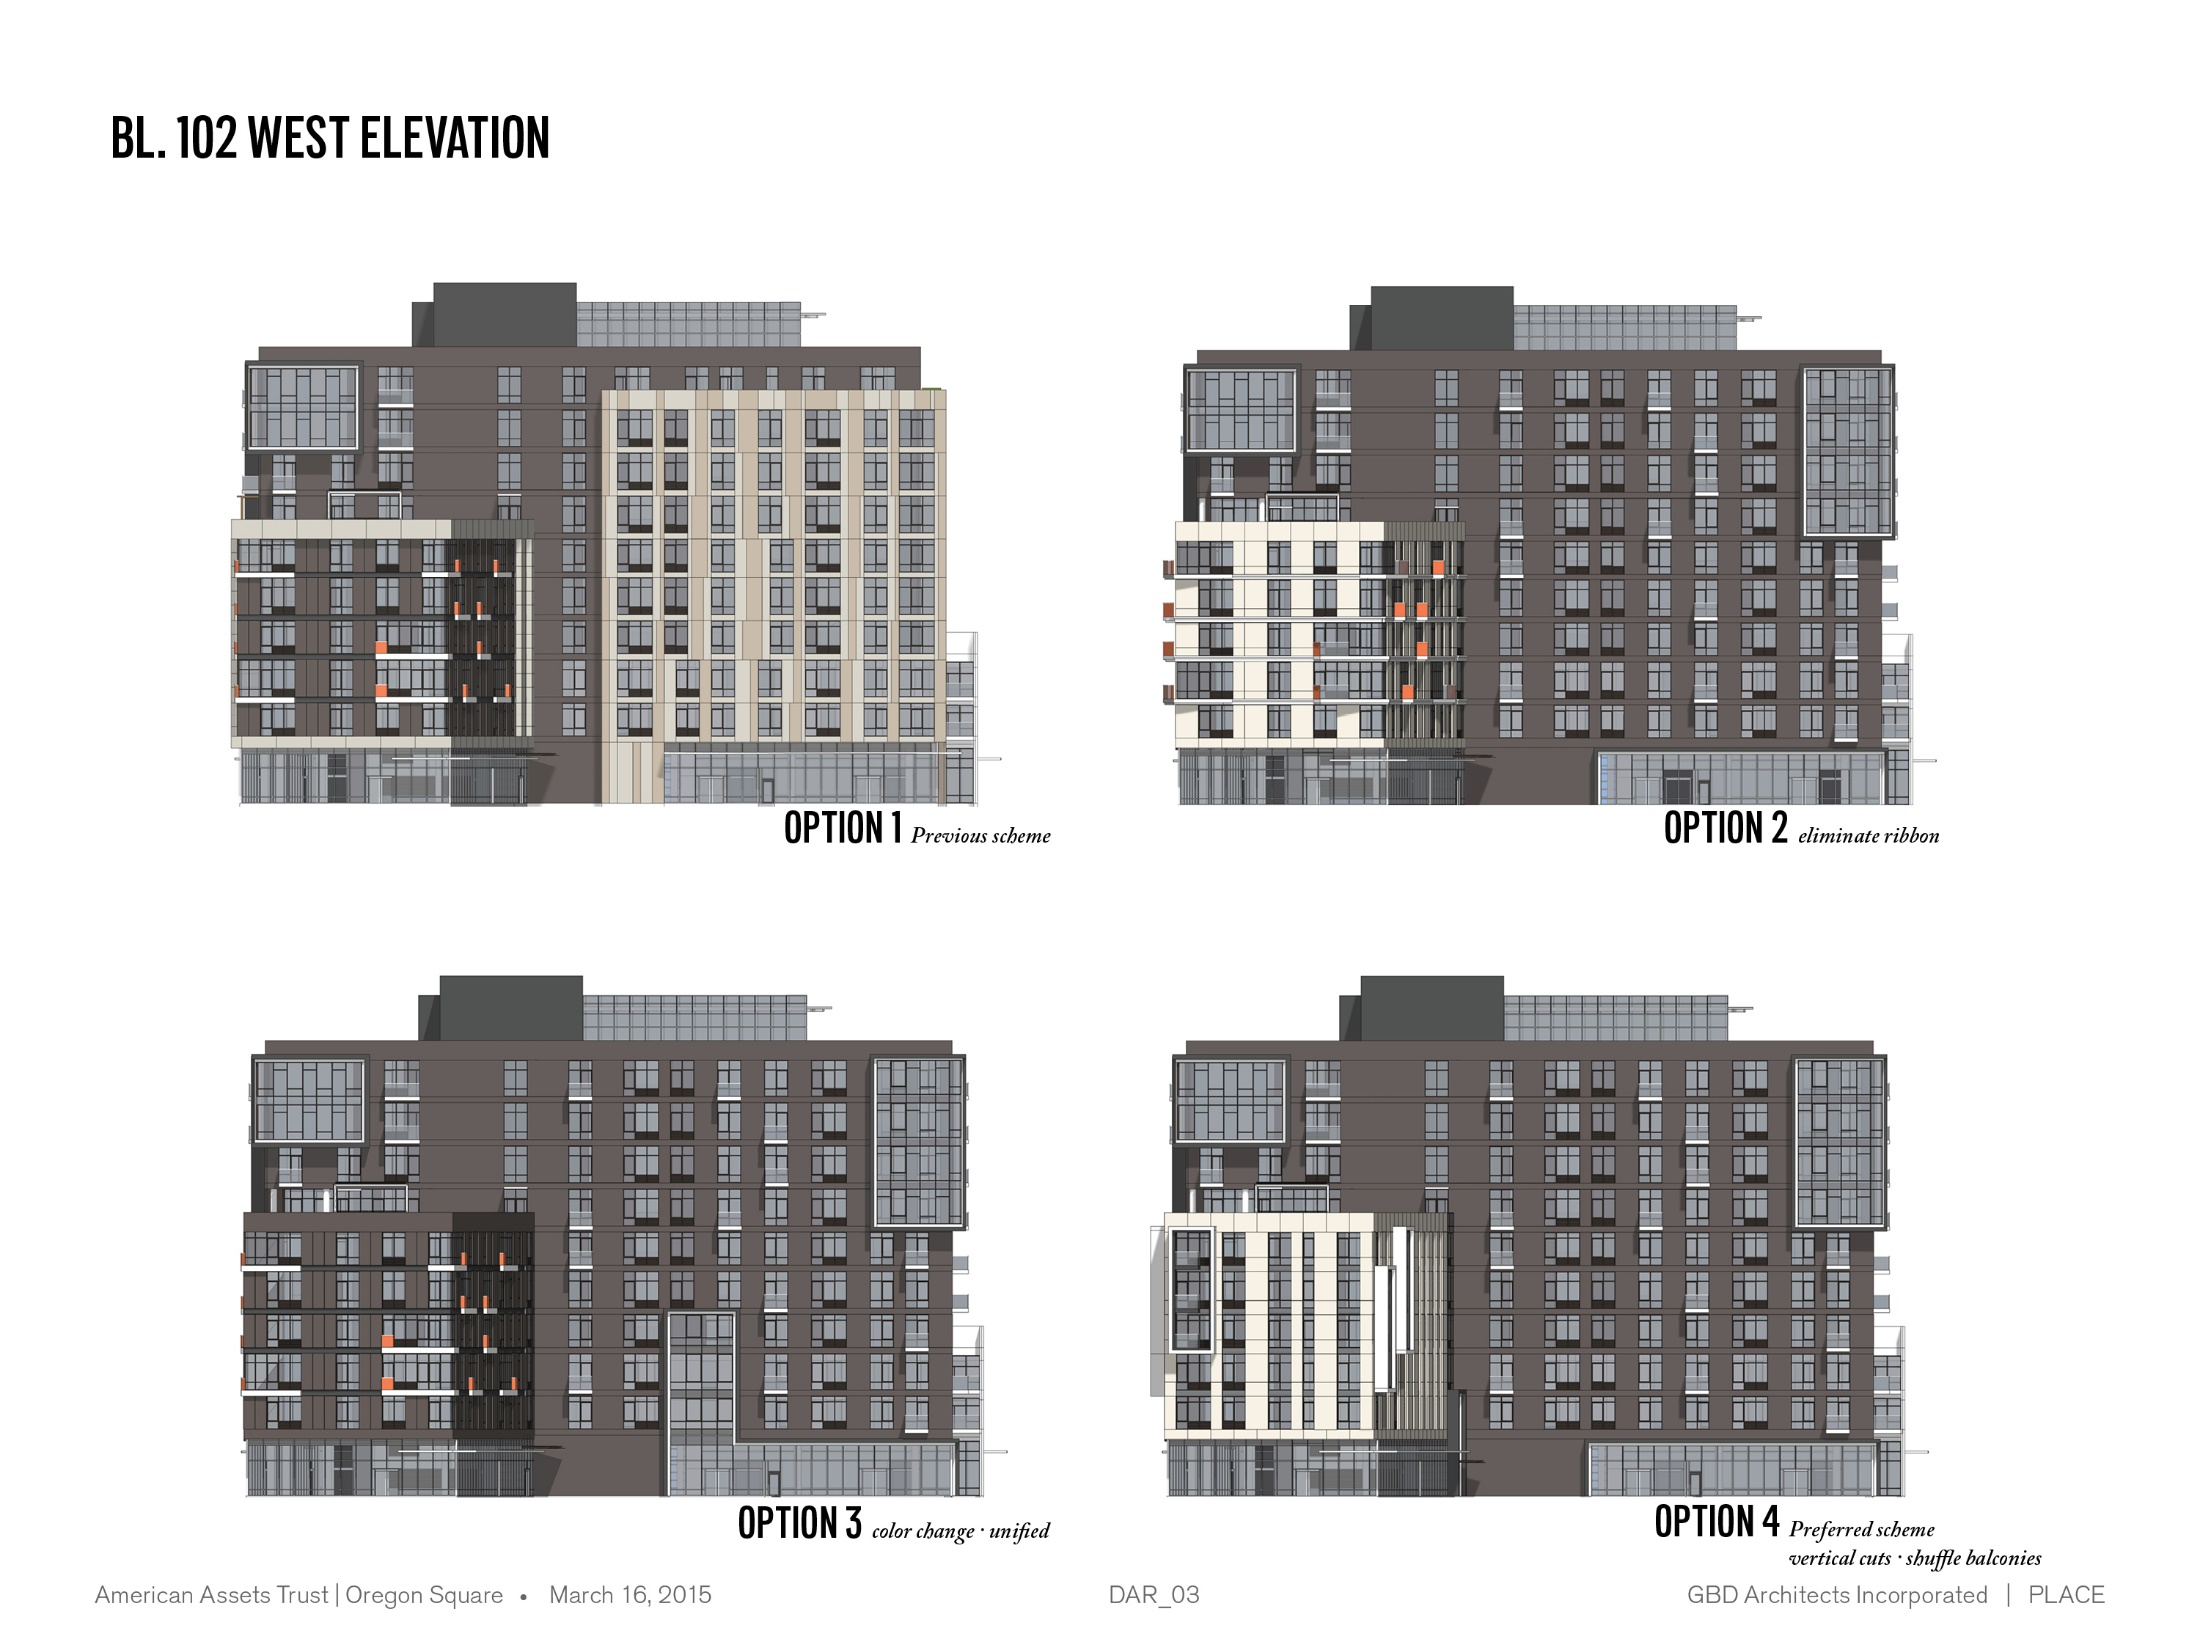 BL. 102 WEST ELEVATION
OPTION 1 Previous scheme
OPTION 2 eliminate ribbon
OPTION 3 color change · unified
OPTION 4 Preferred scheme
vertical cuts · shuffle balconies
American Assets Trust | Oregon Square • March 16, 2015
DAR_03
GBD Architects Incorporated | PLACE